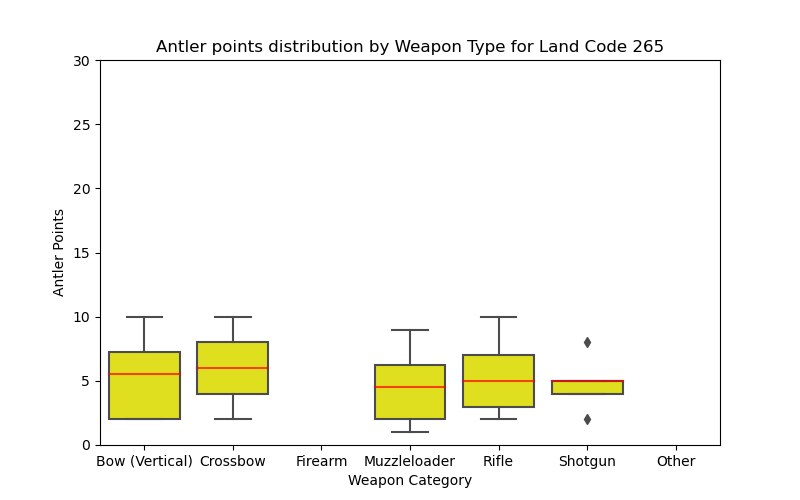 Antler points distribution by Weapon Type for Land Code 265
30
25
20
15
10
5
0
Antler Points
Bow (Vertical) Crossbow Firearm Muzzleloader Rifle Shotgun Other
Weapon Category